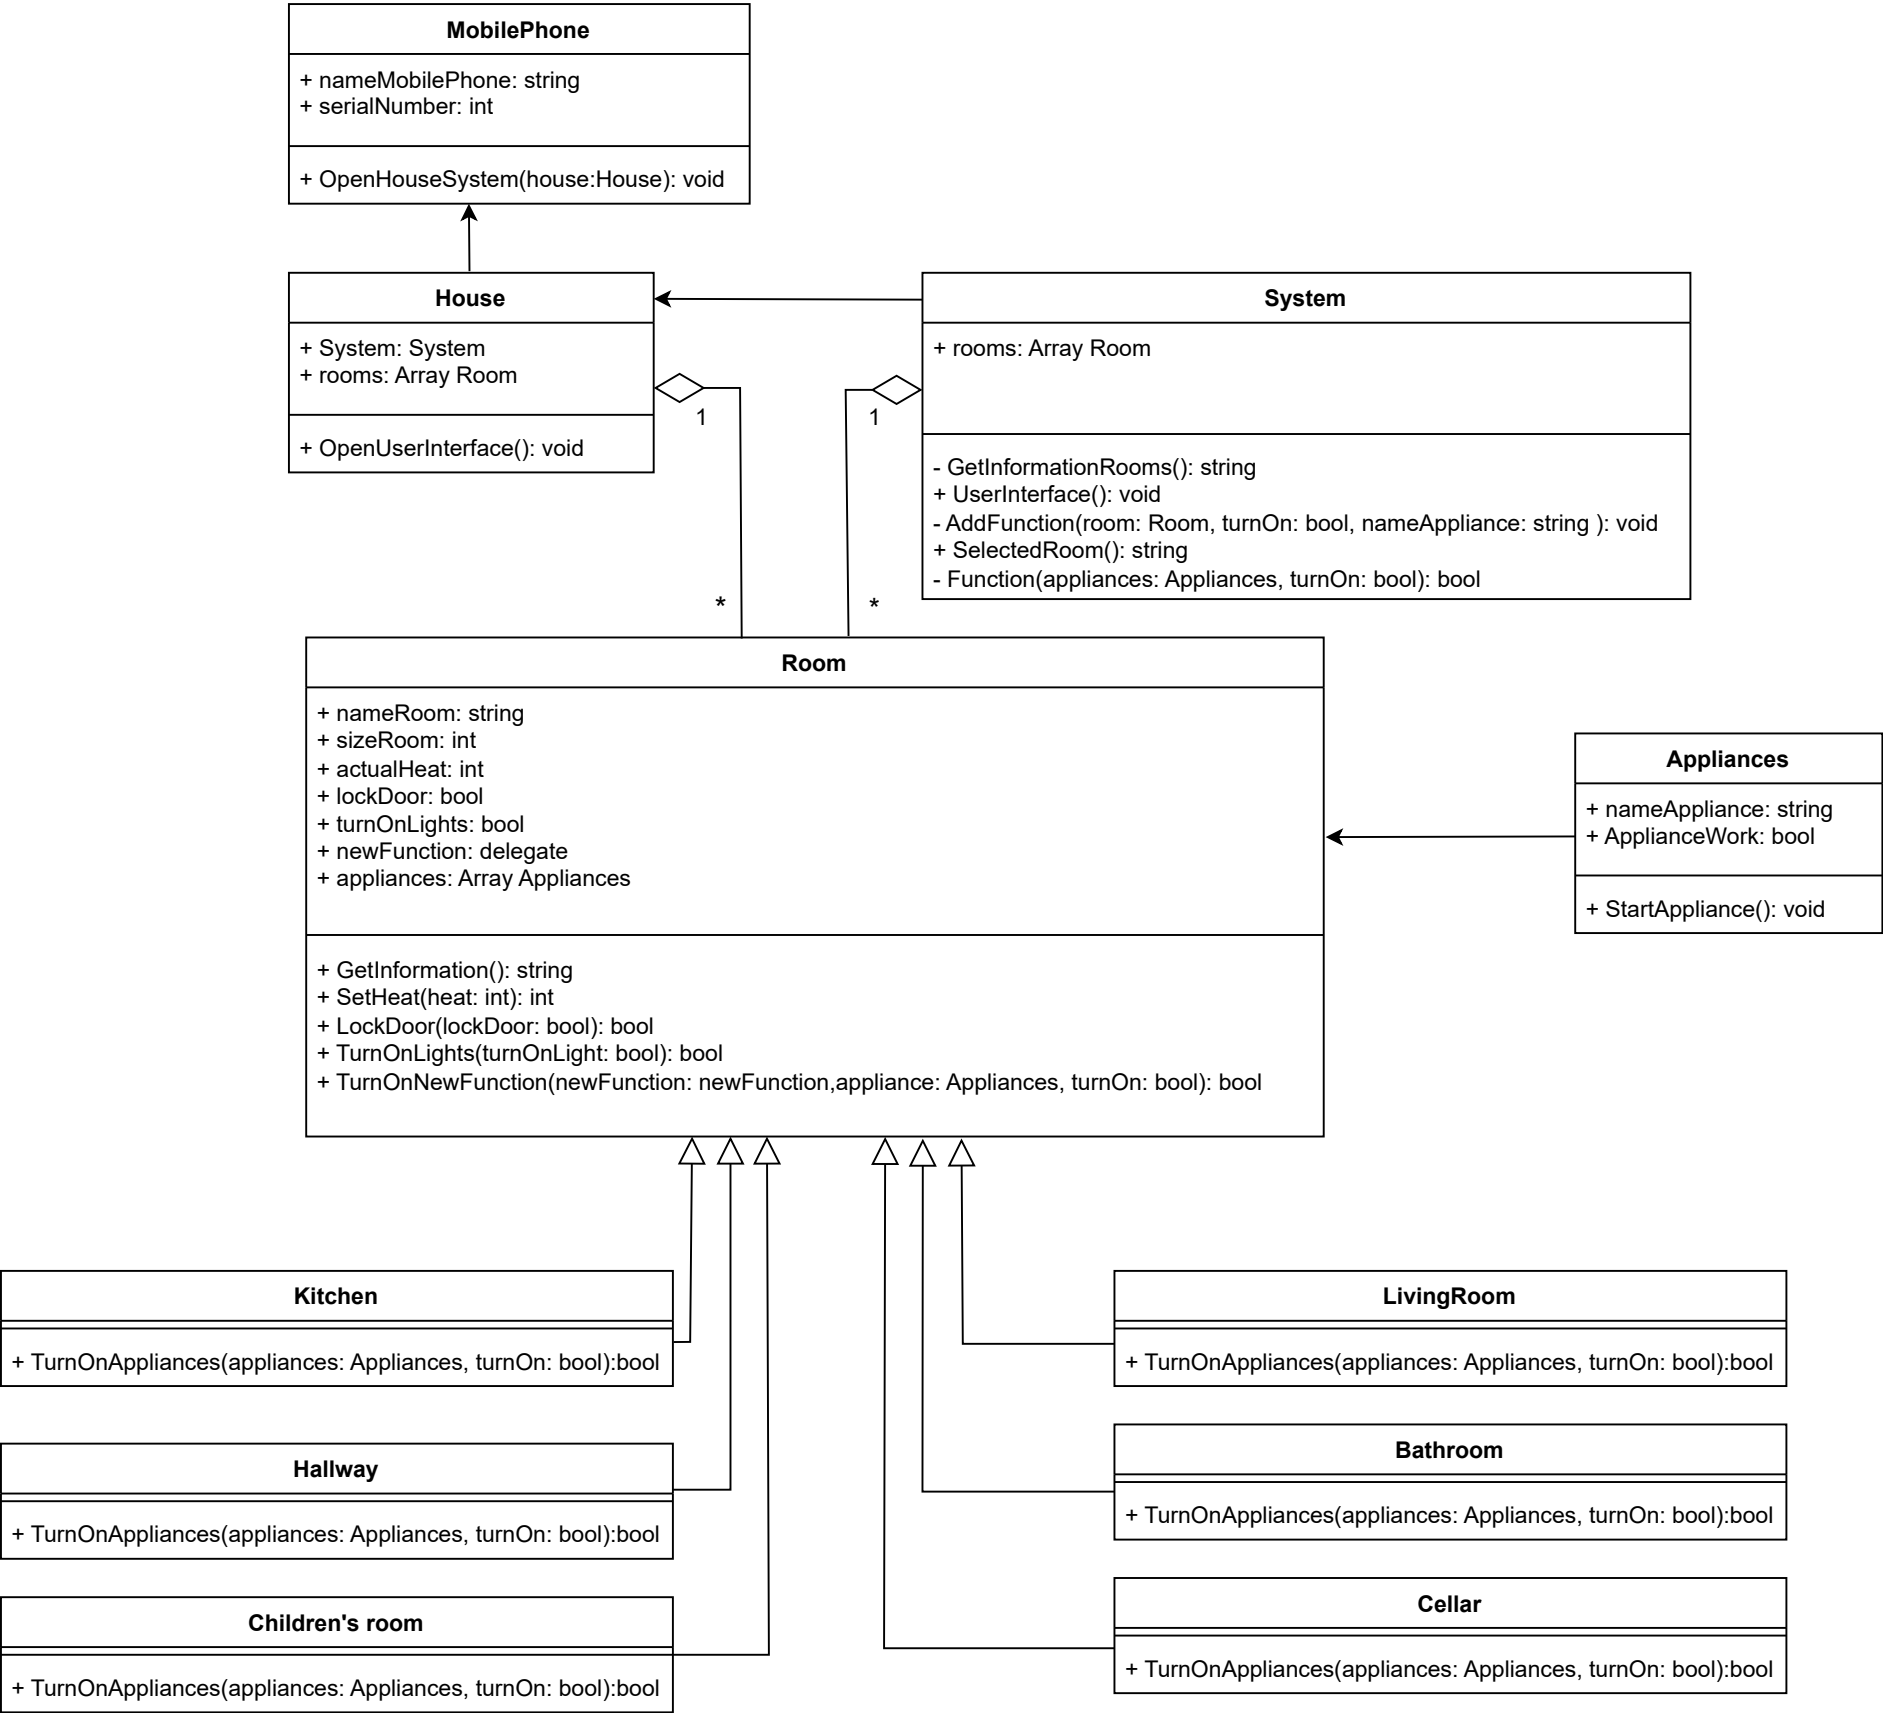 MobilePhone
+ nameMobilePhone: string
+ serialNumber: int
+ OpenHouseSystem(house:House): void
House
+ System: System
+ rooms: Array Room
+ OpenUserInterface(): void
System
+ rooms: Array Room
- GetInformationRooms(): string
+ UserInterface(): void
- AddFunction(room: Room, turnOn: bool, nameAppliance: string ): void
+ SelectedRoom(): string
- Function(appliances: Appliances, turnOn: bool): bool
1
1
*
*
Room
+ nameRoom: string
+ sizeRoom: int
+ actualHeat: int
+ lockDoor: bool
+ turnOnLights: bool
+ newFunction: delegate
+ appliances: Array Appliances
+ GetInformation(): string
+ SetHeat(heat: int): int
+ LockDoor(lockDoor: bool): bool
+ TurnOnLights(turnOnLight: bool): bool
+ TurnOnNewFunction(newFunction: newFunction,appliance: Appliances, turnOn: bool): bool
Appliances
+ nameAppliance: string
+ ApplianceWork: bool
+ StartAppliance(): void
Kitchen
+ TurnOnAppliances(appliances: Appliances, turnOn: bool):bool
Hallway
+ TurnOnAppliances(appliances: Appliances, turnOn: bool):bool
Children's room
+ TurnOnAppliances(appliances: Appliances, turnOn: bool):bool
LivingRoom
+ TurnOnAppliances(appliances: Appliances, turnOn: bool):bool
Bathroom
+ TurnOnAppliances(appliances: Appliances, turnOn: bool):bool
Cellar
+ TurnOnAppliances(appliances: Appliances, turnOn: bool):bool